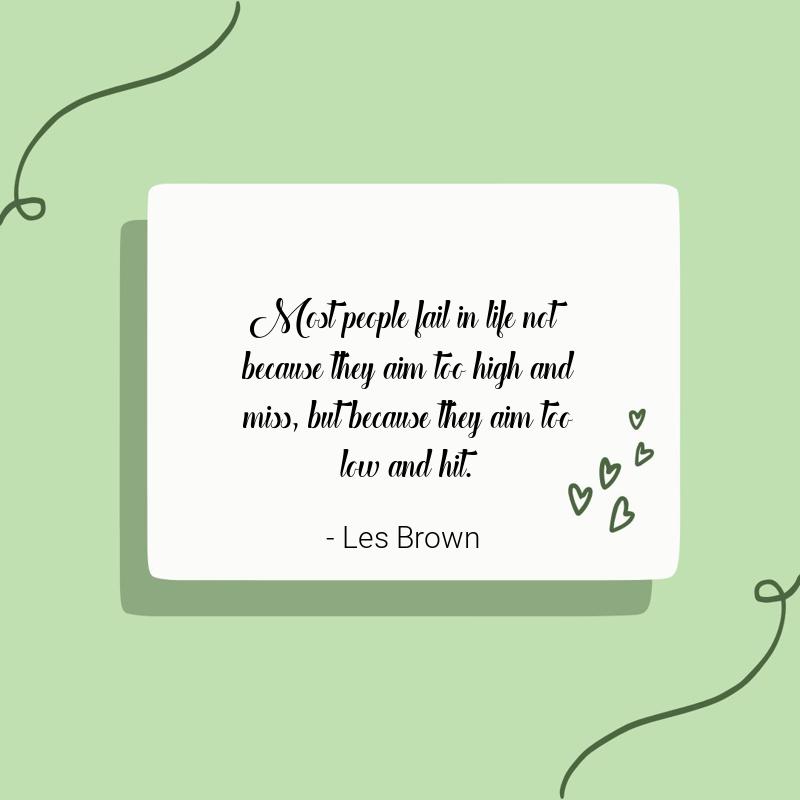 Most people fail in life not
because they aim too high and
miss, but because they aim too
low and hit.
- Les Brown